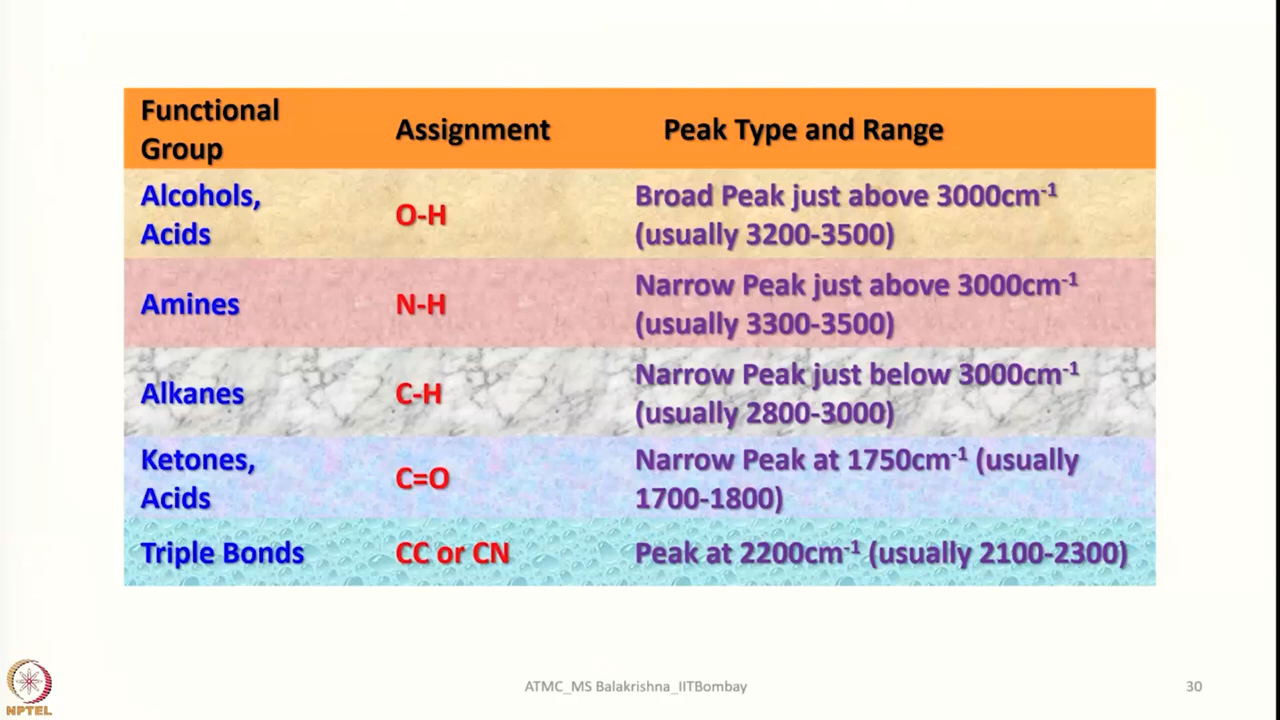 Functional
Group
Assignment
Peak Type and Range
Alcohols,
Acids
O-H
Broad Peak just above 3000cm-1
(usually 3200-3500)
Amines
N-H
Narrow Peak just above 3000cm-1
(usually 3300-3500)
Alkanes
C-H
Narrow Peak just below 3000cm-1
(usually 2800-3000)
Ketones,
Acids
C=O
Narrow Peak at 1750cm-1 (usually
1700-1800)
Triple Bonds
CC or CN
Peak at 2200cm-1 (usually 2100-2300)
NPTEL
ATMC_MS Balakrishna_IITBombay
30